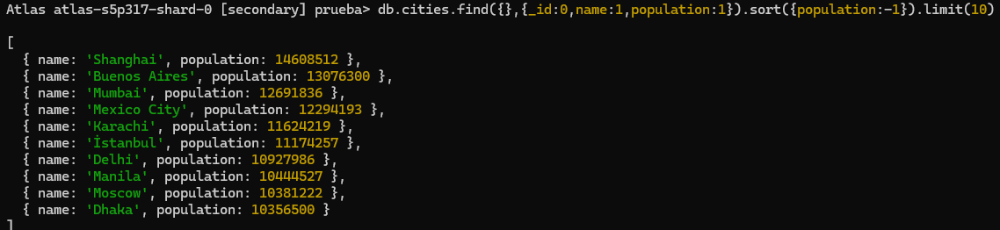 Atlas atlas-s5p317-shard-0 [secondary] prueba> db.cities.find({},{_id:0,name:1,population:1}).sort({population:-1}).limit(10)
[
  { name: 'Shanghai', population: 14608512 },
  { name: 'Buenos Aires', population: 13076300 },
  { name: 'Mumbai', population: 12691836 },
  { name: 'Mexico City', population: 12294193 },
  { name: 'Karachi', population: 11624219 },
  { name: 'İstanbul', population: 11174257 },
  { name: 'Delhi', population: 10927986 },
  { name: 'Manila', population: 10444527 },
  { name: 'Moscow', population: 10381222 },
  { name: 'Dhaka', population: 10356500 }
]